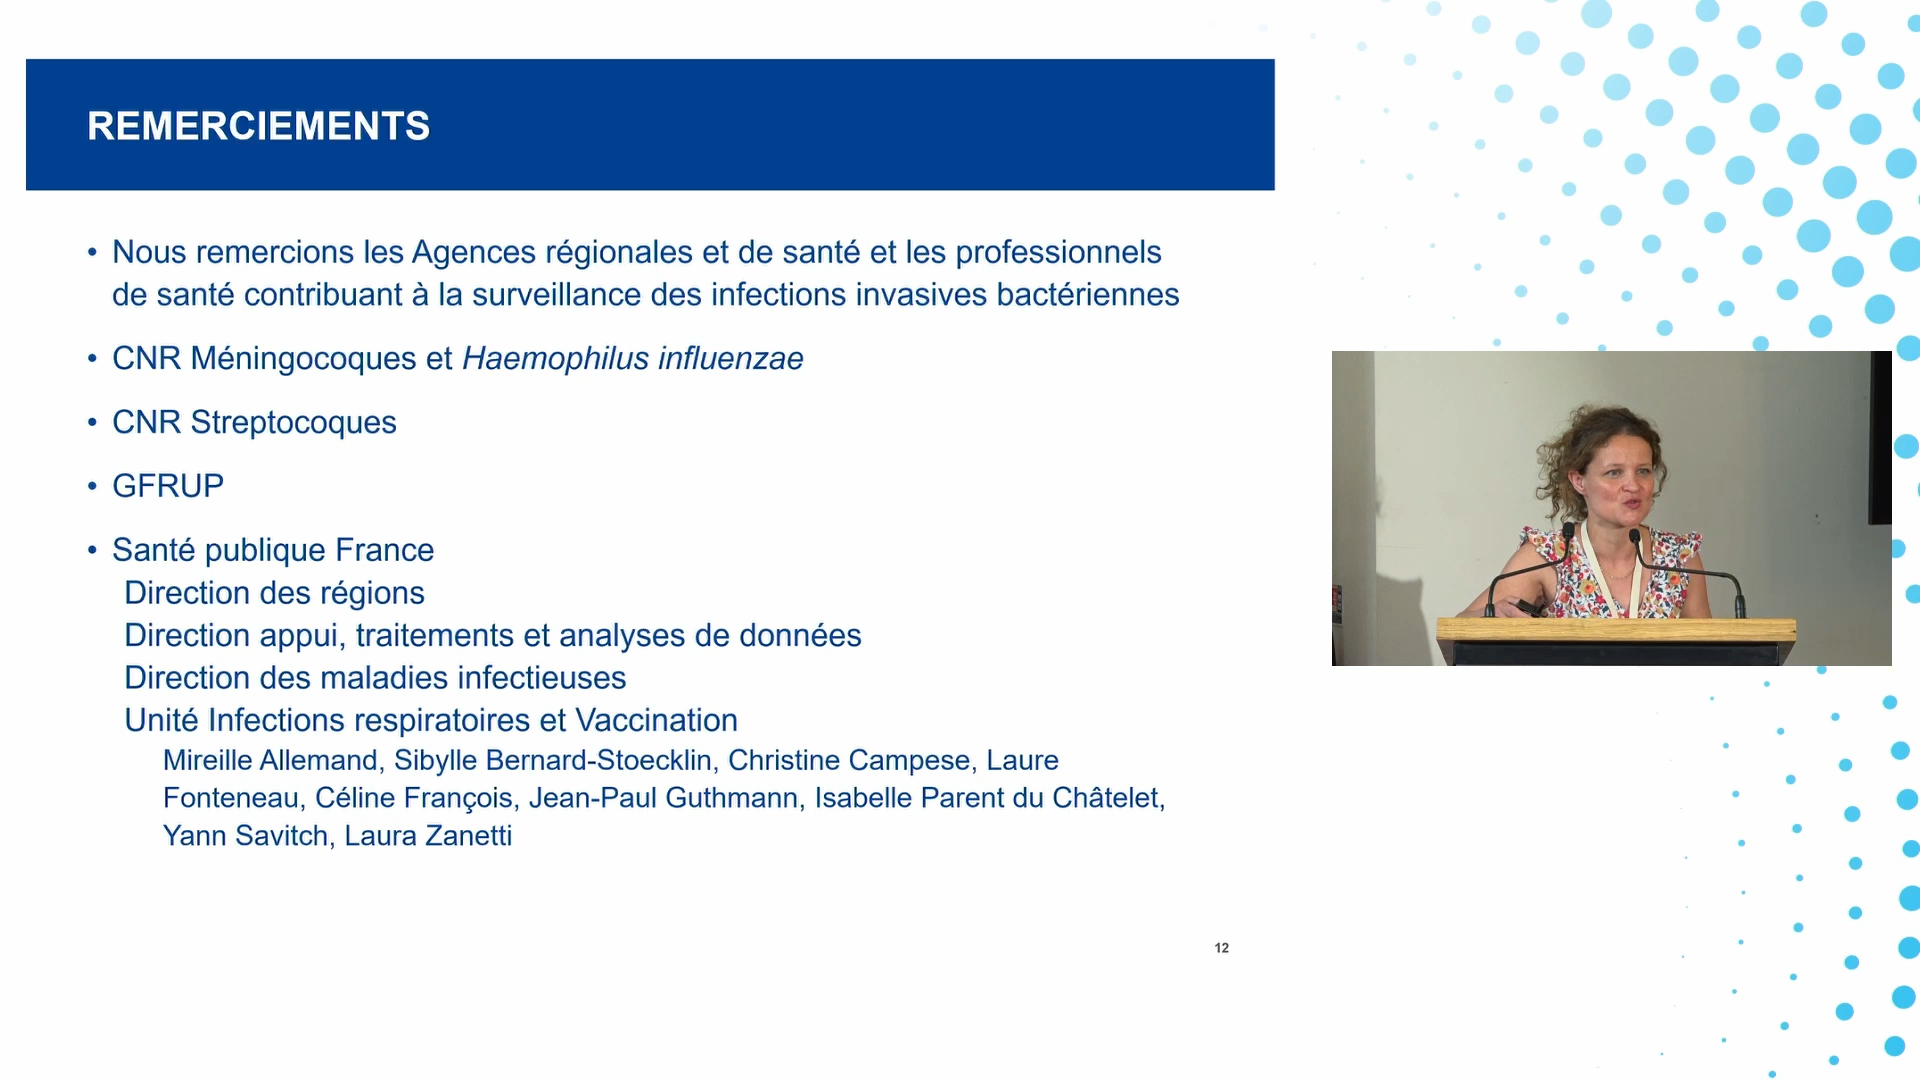 REMERCIEMENTS
• Nous remercions les Agences régionales et de santé et les professionnels
de santé contribuant à la surveillance des infections invasives bactériennes
• CNR Méningocoques et Haemophilus influenzae
• CNR Streptocoques
• GFRUP
• Santé publique France
Direction des régions
Direction appui, traitements et analyses de données
Direction des maladies infectieuses
Unité Infections respiratoires et Vaccination
Mireille Allemand, Sibylle Bernard-Stoecklin, Christine Campese, Laure
Fonteneau, Céline François, Jean-Paul Guthmann, Isabelle Parent du Châtelet,
Yann Savitch, Laura Zanetti
12